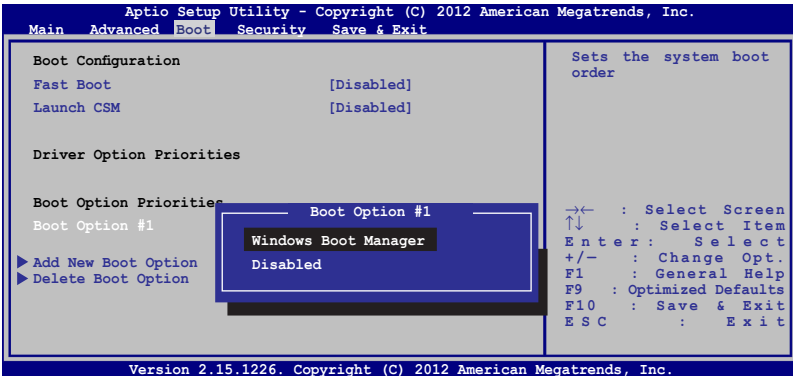 Aptio Setup Utility - Copyright (C) 2012 American Megatrends, Inc.
Main Advanced Boot Security Save & Exit
Boot Configuration
Fast Boot [Disabled]
Launch CSM [Disabled]
Driver Option Priorities
Boot Option Priorities
Boot Option #1
Add New Boot Option
Delete Boot Option
Boot Option #1
Windows Boot Manager
Disabled
Sets the system boot
order
→← : Select Screen
↑↓ : Select Item
Enter: Select
+/— : Change Opt.
F1 : General Help
F9 : Optimized Defaults
F10 : Save & Exit
ESC : Exit
Version 2.15.1226. Copyright (C) 2012 American Megatrends, Inc.